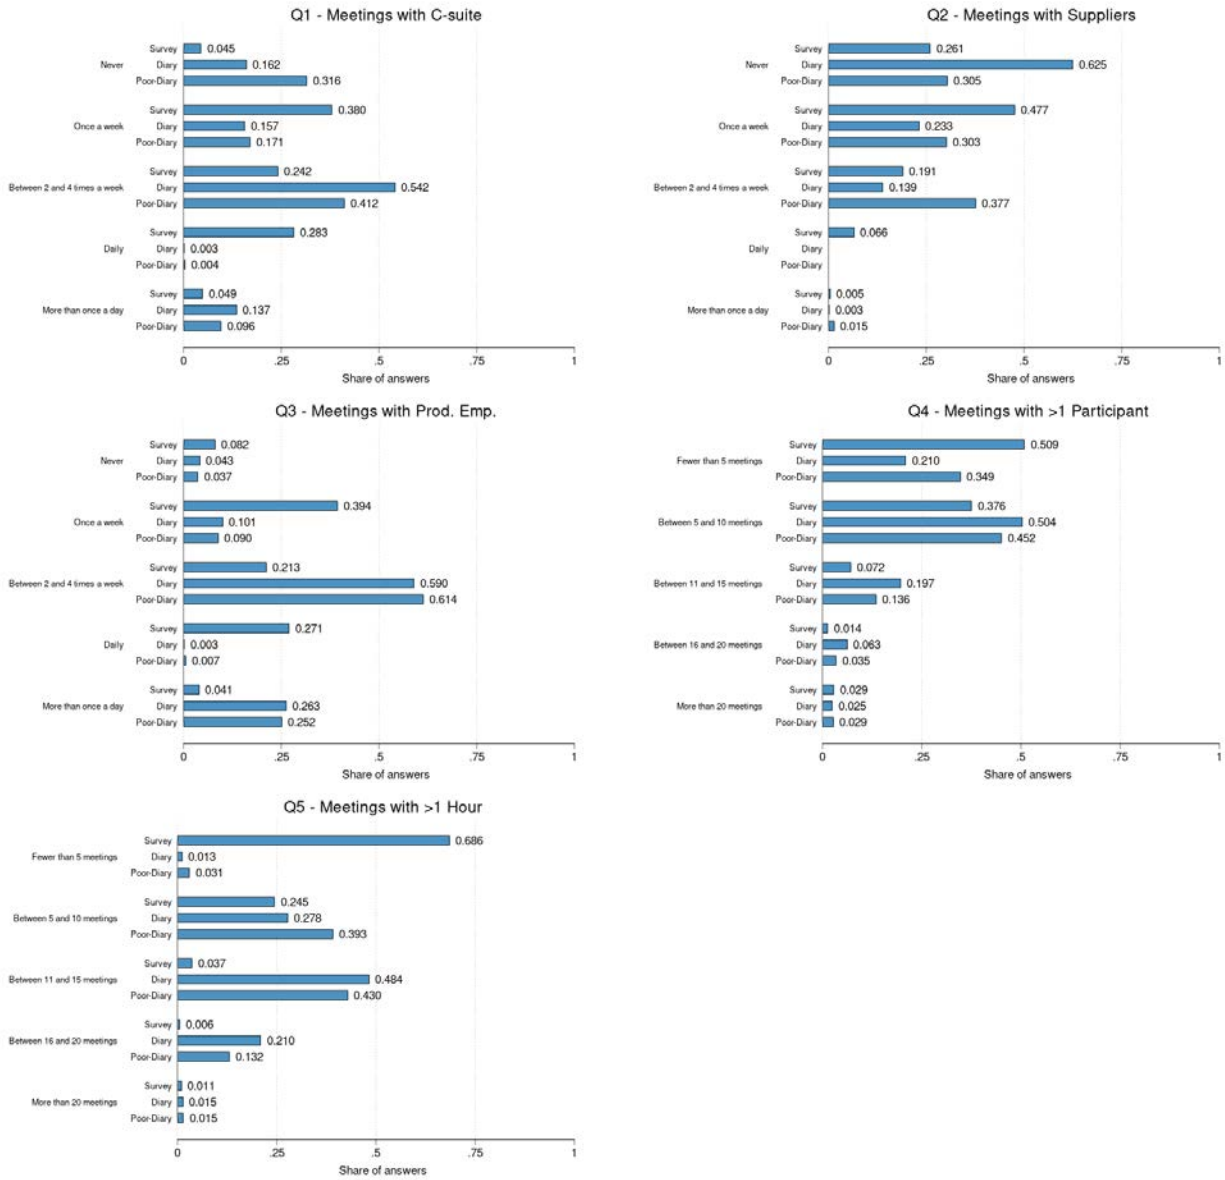 Q1 - Meetings with C-suite
Survey 0.045
Never Diary 0.162
Poor-Diary 0.316
Survey 0.380
Once a week Diary 0.157
Poor-Diary 0.171
Survey 0.242
Between 2 and 4 times a week Diary 0.542
Poor-Diary 0.412
Survey 0.283
Daily Diary 0.003
Poor-Diary 0.004
Survey 0.049
More than once a day Diary 0.137
Poor-Diary 0.096
0 .25 .5 .75 1
Share of answers
Q2 - Meetings with Suppliers
Survey 0.261
Never Diary 0.625
Poor-Diary 0.305
Survey 0.477
Once a week Diary 0.233
Poor-Diary 0.303
Survey 0.191
Between 2 and 4 times a week Diary 0.139
Poor-Diary 0.377
Survey 0.066
Daily Diary
Poor-Diary
Survey 0.005
More than once a day Diary 0.003
Poor-Diary 0.015
0 .25 .5 .75 1
Share of answers
Q3 - Meetings with Prod. Emp.
Survey 0.082
Never Diary 0.043
Poor-Diary 0.037
Survey 0.394
Once a week Diary 0.101
Poor-Diary 0.090
Survey 0.213
Between 2 and 4 times a week Diary 0.590
Poor-Diary 0.614
Survey 0.271
Daily Diary 0.003
Poor-Diary 0.007
Survey 0.041
More than once a day Diary 0.263
Poor-Diary 0.252
0 .25 .5 .75 1
Share of answers
Q4 - Meetings with >1 Participant
Survey 0.509
Fewer than 5 meetings Diary 0.210
Poor-Diary 0.349
Survey 0.376
Between 5 and 10 meetings Diary 0.504
Poor-Diary 0.452
Survey 0.072
Between 11 and 15 meetings Diary 0.197
Poor-Diary 0.136
Survey 0.014
Between 16 and 20 meetings Diary 0.063
Poor-Diary 0.035
Survey 0.029
More than 20 meetings Diary 0.025
Poor-Diary 0.029
0 .25 .5 .75 1
Share of answers
Q5 - Meetings with >1 Hour
Survey 0.686
Fewer than 5 meetings Diary 0.013
Poor-Diary 0.031
Survey 0.245
Between 5 and 10 meetings Diary 0.278
Poor-Diary 0.393
Survey 0.037
Between 11 and 15 meetings Diary 0.484
Poor-Diary 0.430
Survey 0.006
Between 16 and 20 meetings Diary 0.210
Poor-Diary 0.132
Survey 0.011
More than 20 meetings Diary 0.015
Poor-Diary 0.015
0 .25 .5 .75 1
Share of answers